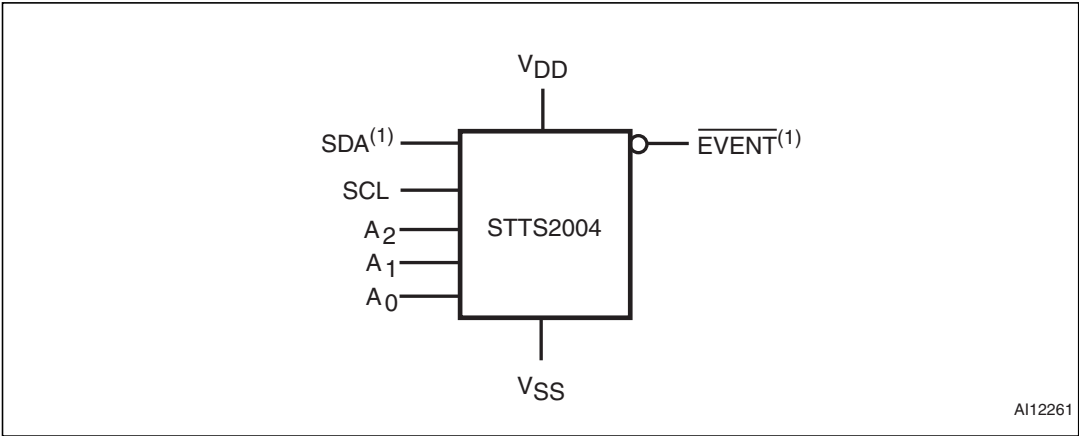 VDD
SDA(1)
EVENT(1)
SCL
A2
STTS2004
A1
A0
VSS
AI12261